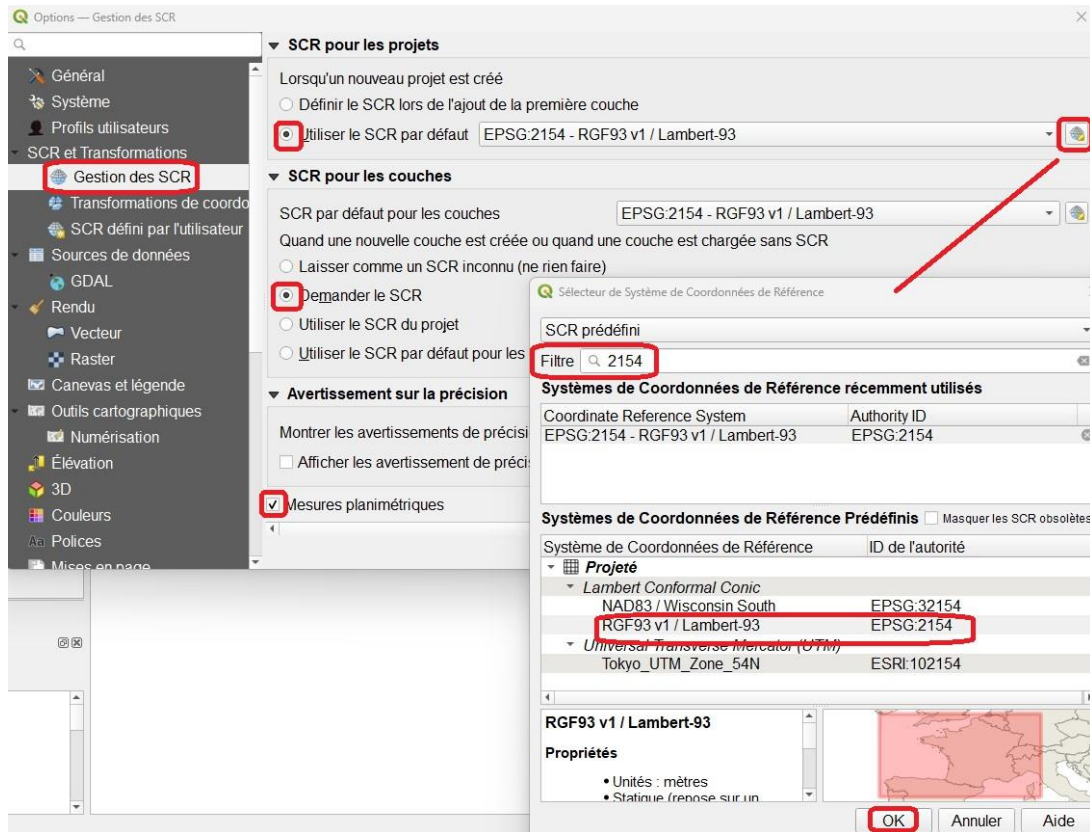 Options — Gestion des SCR
Général
Système
Profils utilisateurs
SCR et Transformations
Gestion des SCR
Transformations de coordo
SCR défini par l'utilisateur
Sources de données
GDAL
Rendu
Vecteur
Raster
Canevas et légende
Outils cartographiques
Numérisation
Élévation
3D
Couleurs
Polices
Mises en page
SCR pour les projets
Lorsqu'un nouveau projet est créé
Définir le SCR lors de l'ajout de la première couche
Utiliser le SCR par défaut EPSG:2154 - RGF93 v1 / Lambert-93
SCR pour les couches
SCR par défaut pour les couches EPSG:2154 - RGF93 v1 / Lambert-93
Quand une nouvelle couche est créée ou quand une couche est chargée sans SCR
Laisser comme un SCR inconnu (ne rien faire)
Demander le SCR
Utiliser le SCR du projet
Utiliser le SCR par défaut pour les
Avertissement sur la précision
Montrer les avertissements de précisi
Afficher les avertissement de préci
Mesures planimétriques
Sélecteur de Système de Coordonnées de Référence
SCR prédéfini
Filtre 2154
Systèmes de Coordonnées de Référence récemment utilisés
Coordinate Reference System Authority ID
EPSG:2154 - RGF93 v1 / Lambert-93 EPSG:2154
Systèmes de Coordonnées de Référence Prédéfinis Masquer les SCR obsolètes
Système de Coordonnées de Référence ID de l'autorité
Projeté
Lambert Conformal Conic
NAD83 / Wisconsin South EPSG:32154
RGF93 v1 / Lambert-93 EPSG:2154
Universal Transverse Mercator (UTM)
Tokyo_UTM_Zone_54N ESRI:102154
RGF93 v1 / Lambert-93
Propriétés
• Unités : mètres
• Statique (repose sur un
OK Annuler Aide